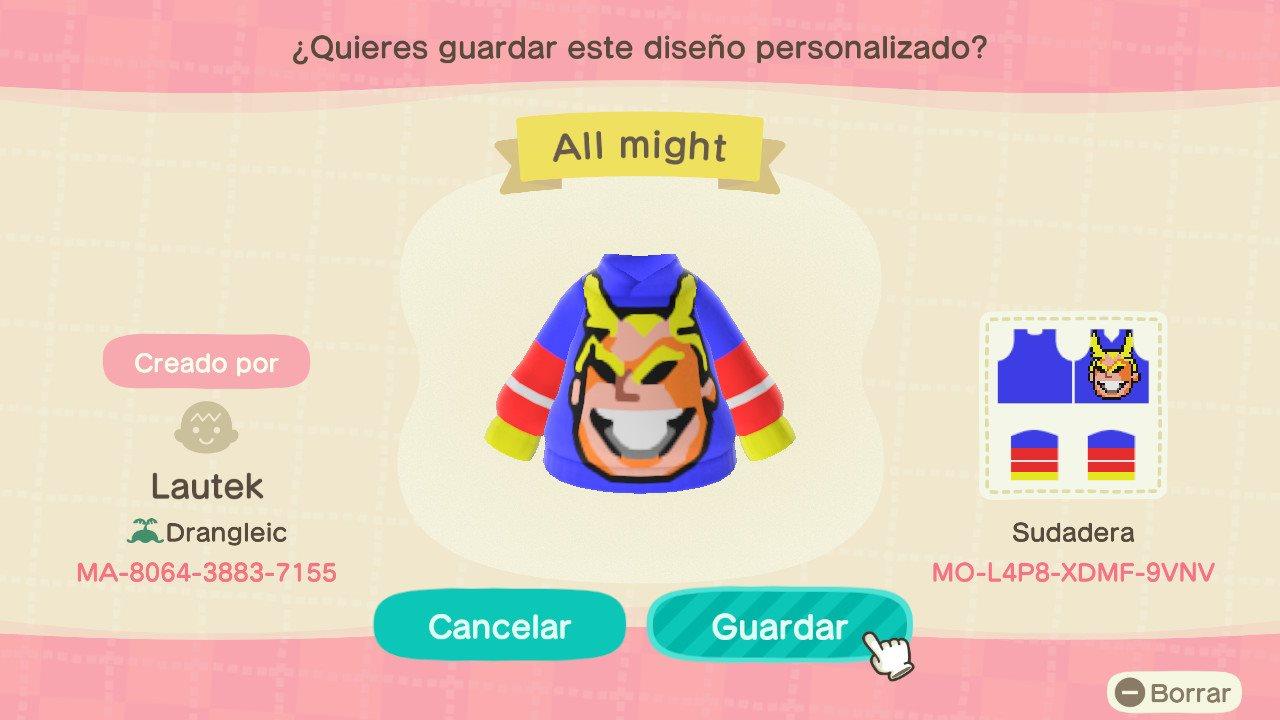 ¿Quieres guardar este diseño personalizado?
All might
Creado por
Lautek
Drangleic
MA-8064-3883-7155
Sudadera
MO-L4P8-XDMF-9VNV
Cancelar
Guardar
Borrar